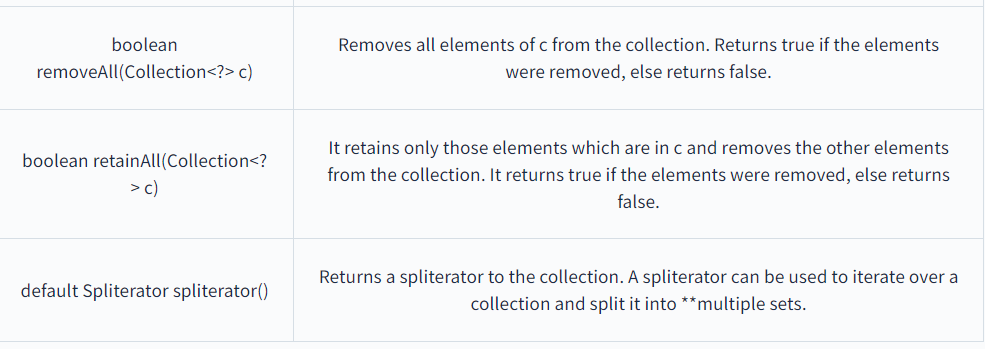 boolean
removeAll(Collection<?> c)
Removes all elements of c from the collection. Returns true if the elements
were removed, else returns false.
boolean retainAll(Collection<?
> c)
It retains only those elements which are in c and removes the other elements
from the collection. It returns true if the elements were removed, else returns
false.
default Spliterator spliterator()
Returns a spliterator to the collection. A spliterator can be used to iterate over a
collection and split it into **multiple sets.